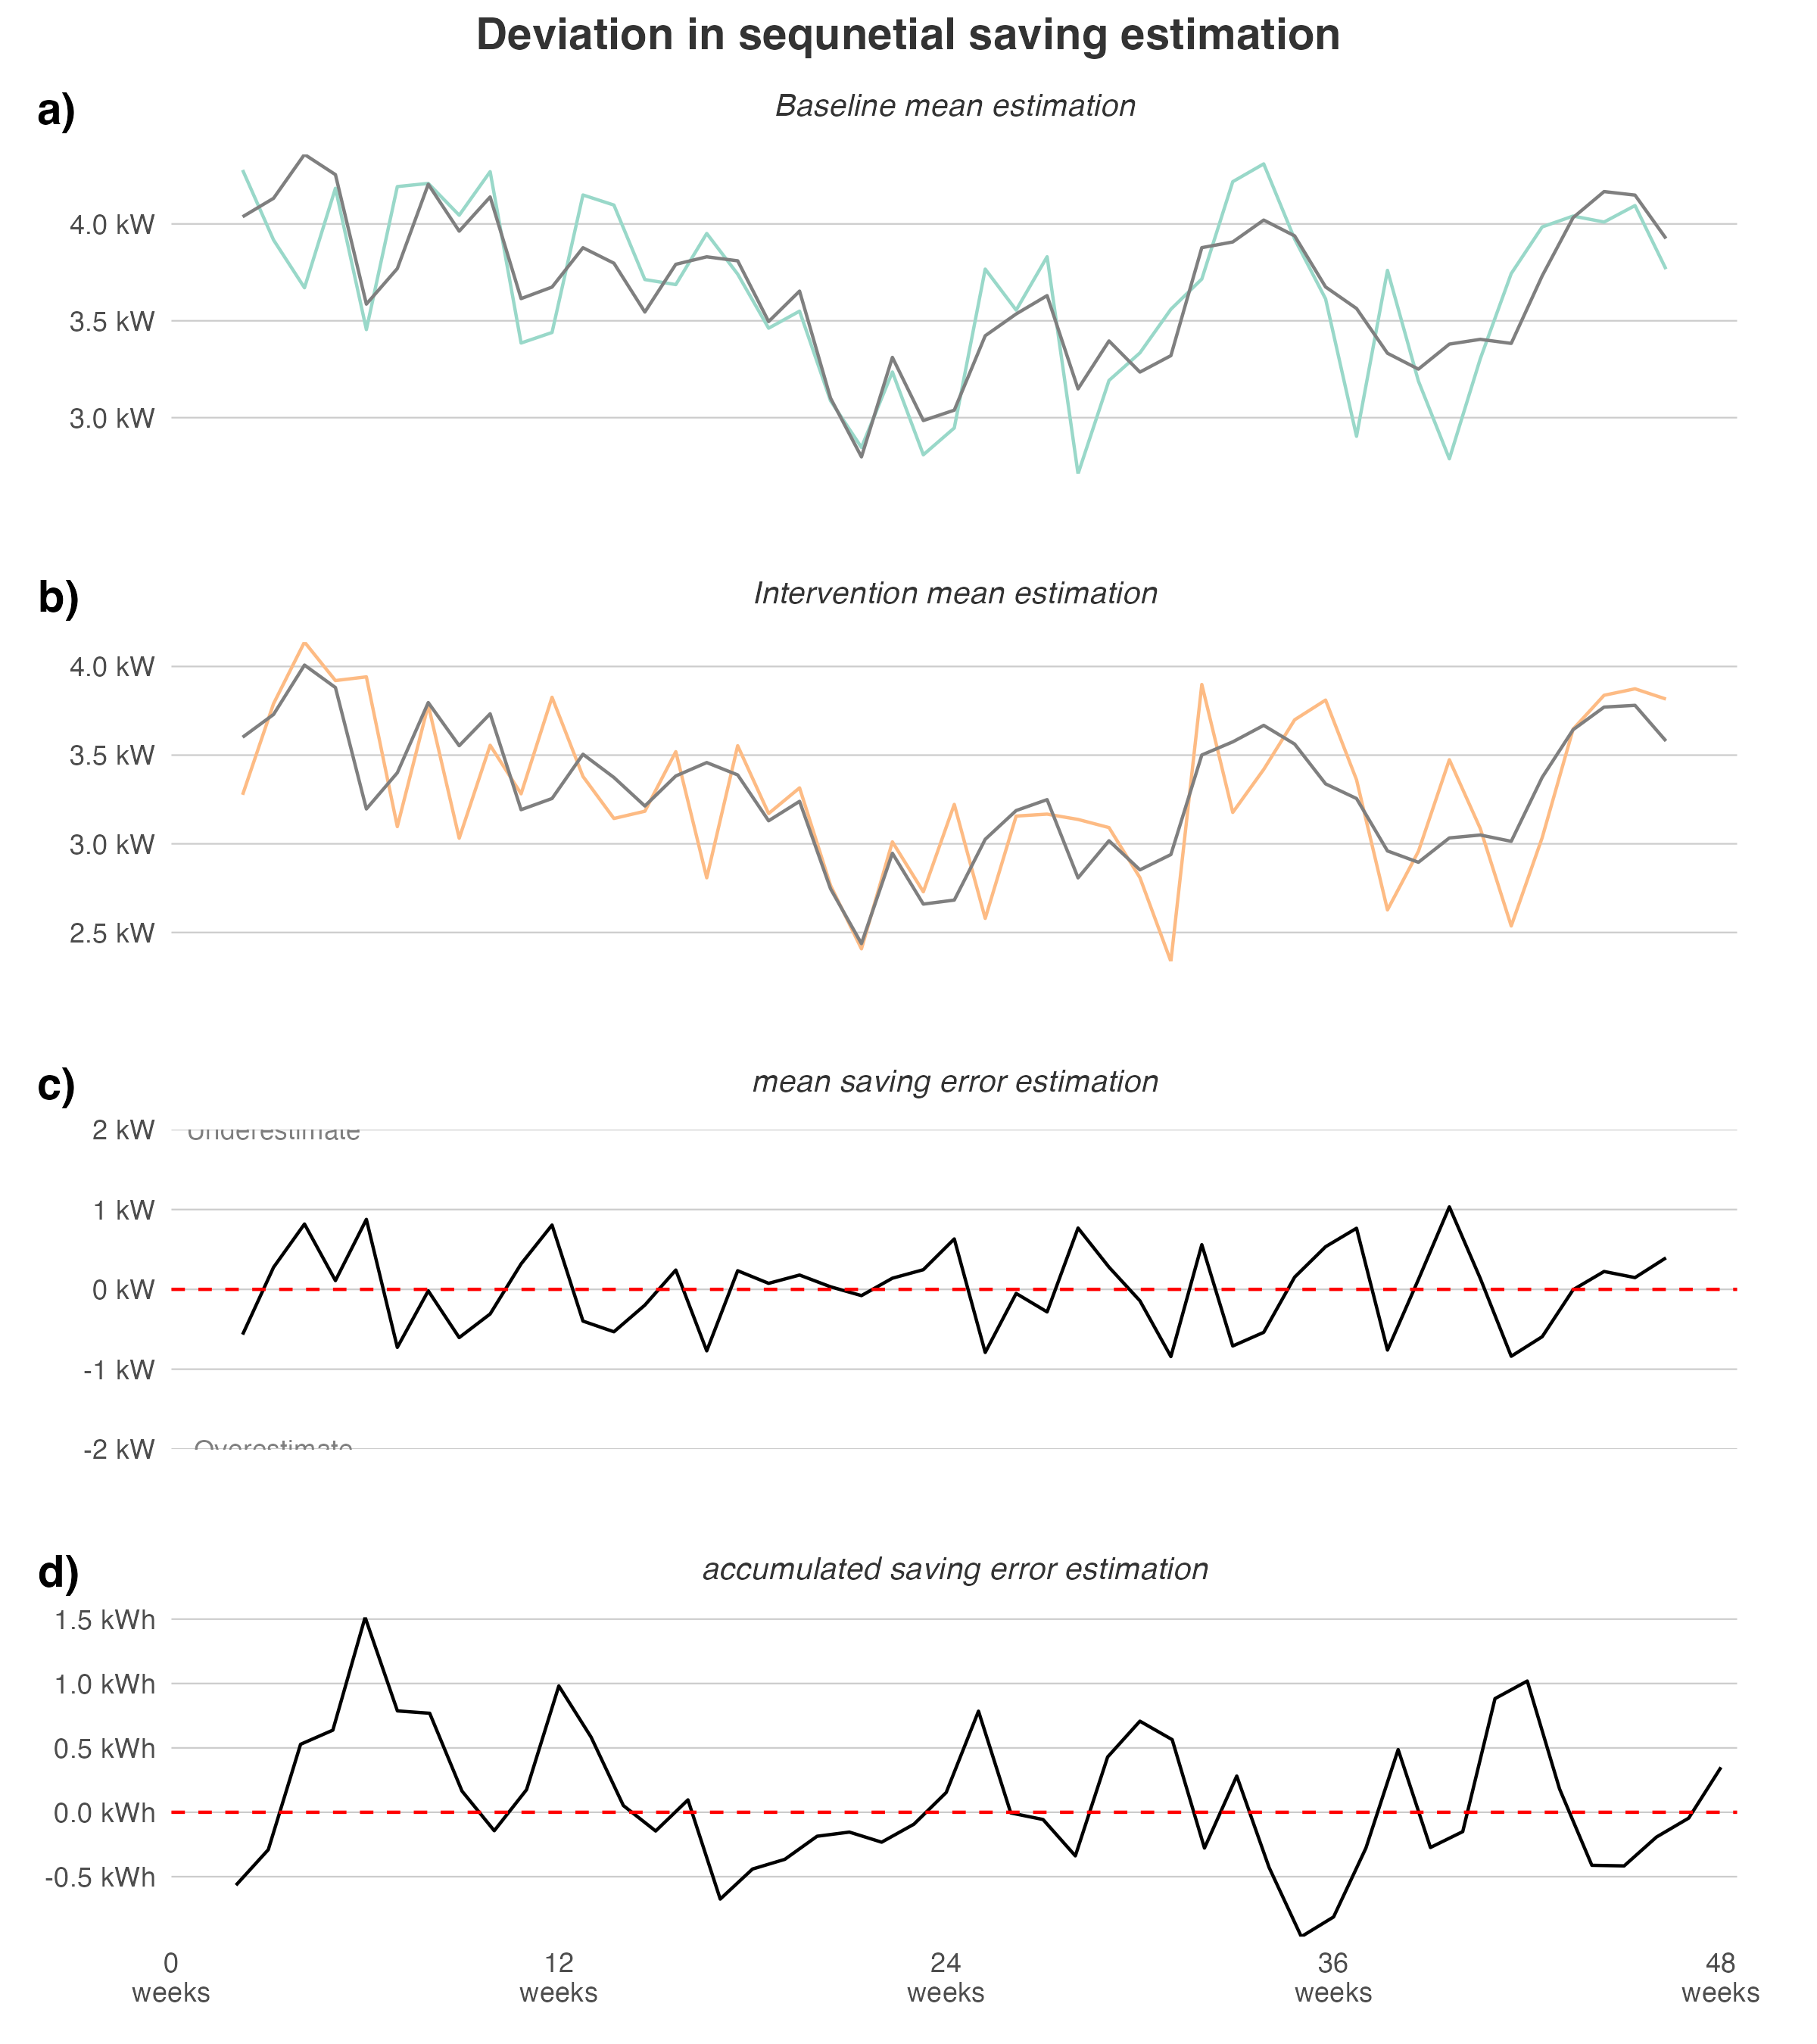 Deviation in sequnetial saving estimation
a)
Baseline mean estimation
4.0 kW
3.5 kW
3.0 kW
b)
Intervention mean estimation
4.0 kW
3.5 kW
3.0 kW
2.5 kW
c)
mean saving error estimation
2 kW
Underestimate
1 kW
0 kW
-1 kW
-2 kW
Overestimate
d)
accumulated saving error estimation
1.5 kWh
1.0 kWh
0.5 kWh
0.0 kWh
-0.5 kWh
0 12 24 36 48
weeks weeks weeks weeks weeks